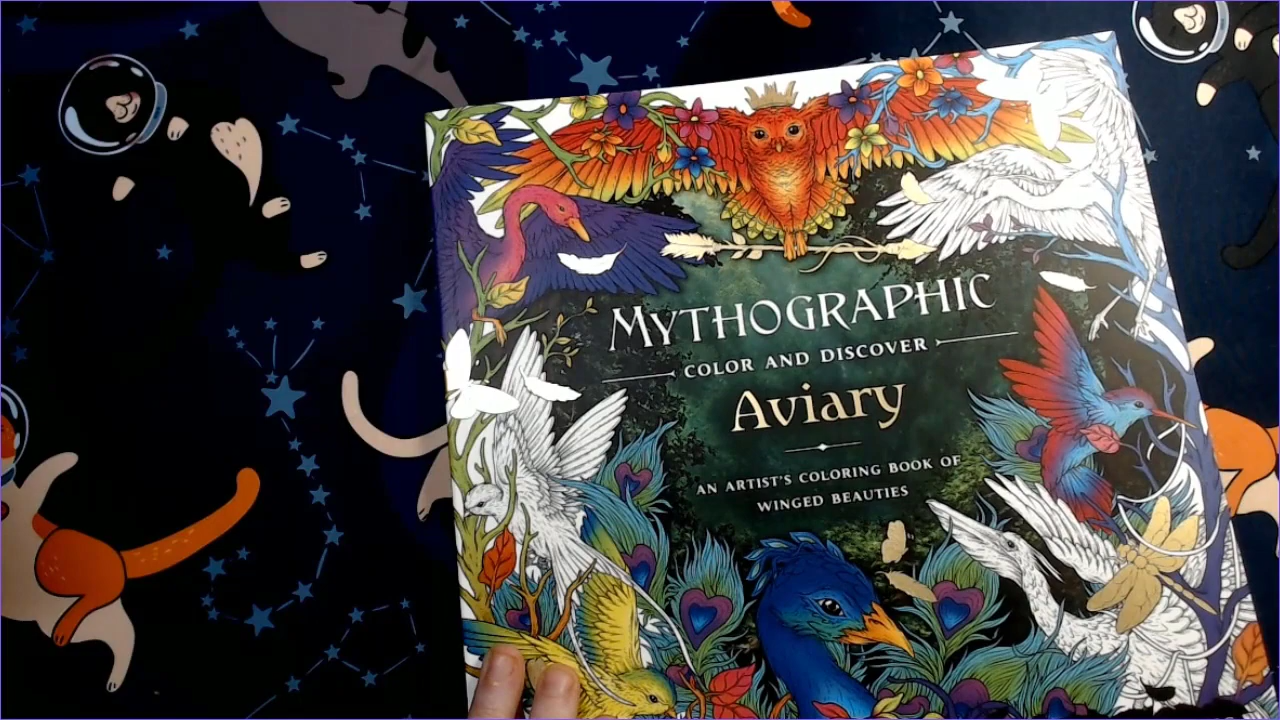 MYTHOGRAPHIC
COLOR AND DISCOVER
Aviary
AN ARTIST'S COLORING BOOK OF
WINGED BEAUTIES